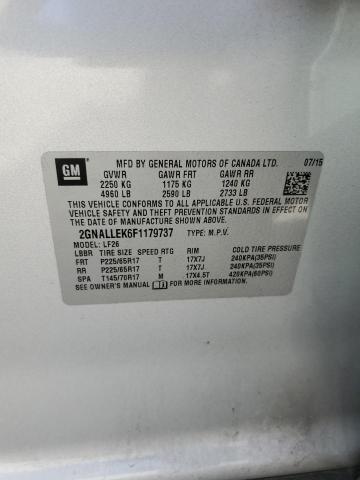 GM MFD BY GENERAL MOTORS OF CANADA LTD. 07/15
GVWR GAWR FRT GAWR RR
2250 KG 1175 KG 1240 KG
4960 LB 2590 LB 2733 LB
THIS VEHICLE CONFORMS TO ALL APPLICABLE U.S. FEDERAL MOTOR
VEHICLE SAFETY, BUMPER, AND THEFT PREVENTION STANDARDS IN EFFECT
ON THE DATE OF MANUFACTURE SHOWN ABOVE.
2GNALLEK6F1179737 TYPE: M.P.V.
MODEL: LF26
LBBR TIRE SIZE SPEED RTG RIM COLD TIRE PRESSURE
FRT P225/65R17 T 17X7J 240KPA(35PSI)
RR P225/65R17 T 17X7J 240KPA(35PSI)
SPA T145/70R17 M 17X4.5T 420KPA(60PSI)
SEE OWNER'S MANUAL FOR MORE INFORMATION.